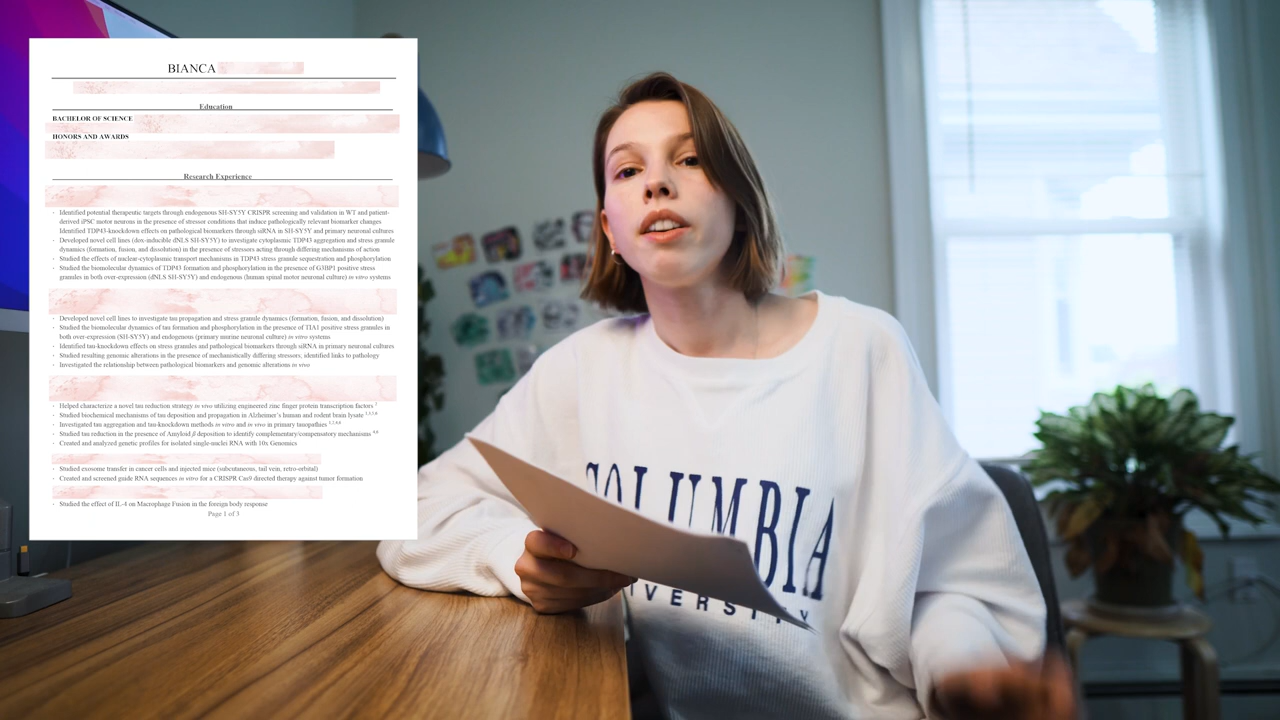 BIANCA
Education
BACHELOR OF SCIENCE
HONORS AND AWARDS
Research Experience
· Identified potential therapeutic targets through endogenous SH-SY5Y CRISPR screening and validation in WT and patient-
derived iPSC motor neurons in the presence of stressor conditions that induce pathologically relevant biomarker changes
Identified TDP43-knockdown effects on pathological biomarkers through siRNA in SH-SY5Y and primary neuronal cultures
· Developed novel cell lines (dox-inducible dNLS SH-SY5Y) to investigate cytoplasmic TDP43 aggregation and stress granule
dynamics (formation, fusion, and dissolution) in the presence of stressors acting through differing mechanisms of action
· Studied the effects of nuclear-cytoplasmic transport mechanisms in TDP43 stress granule sequestration and phosphorylation
· Studied the biomolecular dynamics of TDP43 formation and phosphorylation in the presence of G3BP1 positive stress
granules in both over-expression (dNLS SH-SY5Y) and endogenous (human spinal motor neuronal culture) in vitro systems
· Developed novel cell lines to investigate tau propagation and stress granule dynamics (formation, fusion, and dissolution)
· Studied the biomolecular dynamics of tau formation and phosphorylation in the presence of TIA1 positive stress granules in
both over-expression (SH-SY5Y) and endogenous (primary murine neuronal culture) in vitro systems
· Identified tau-knockdown effects on stress granules and pathological biomarkers through siRNA in primary neuronal cultures
· Studied resulting genomic alterations in the presence of mechanistically differing stressors, identified links to pathology
· Investigated the relationship between pathological biomarkers and genomic alterations in vivo
· Helped characterize a novel tau reduction strategy in vivo utilizing engineered zinc finger protein transcription factors
· Studied biochemical mechanisms of tau deposition and propagation in Alzheimer's human and rodent brain lysate
· Investigated tau aggregation and tau-knockdown methods in vitro and in vivo in primary tauopathies
· Studied tau reduction in the presence of Amyloid β deposition to identify complementary/compensatory mechanisms
· Created and analyzed genetic profiles for isolated single-nuclei RNA with 10x Genomics
· Studied exosome transfer in cancer cells and injected mice (subcutaneous, tail vein, retro-orbital)
· Created and screened guide RNA sequences in vitro for a CRISPR Cas9 directed therapy against tumor formation
· Studied the effect of IL-4 on Macrophage Fusion in the foreign body response
Page 1 of 3
COLUMBIA